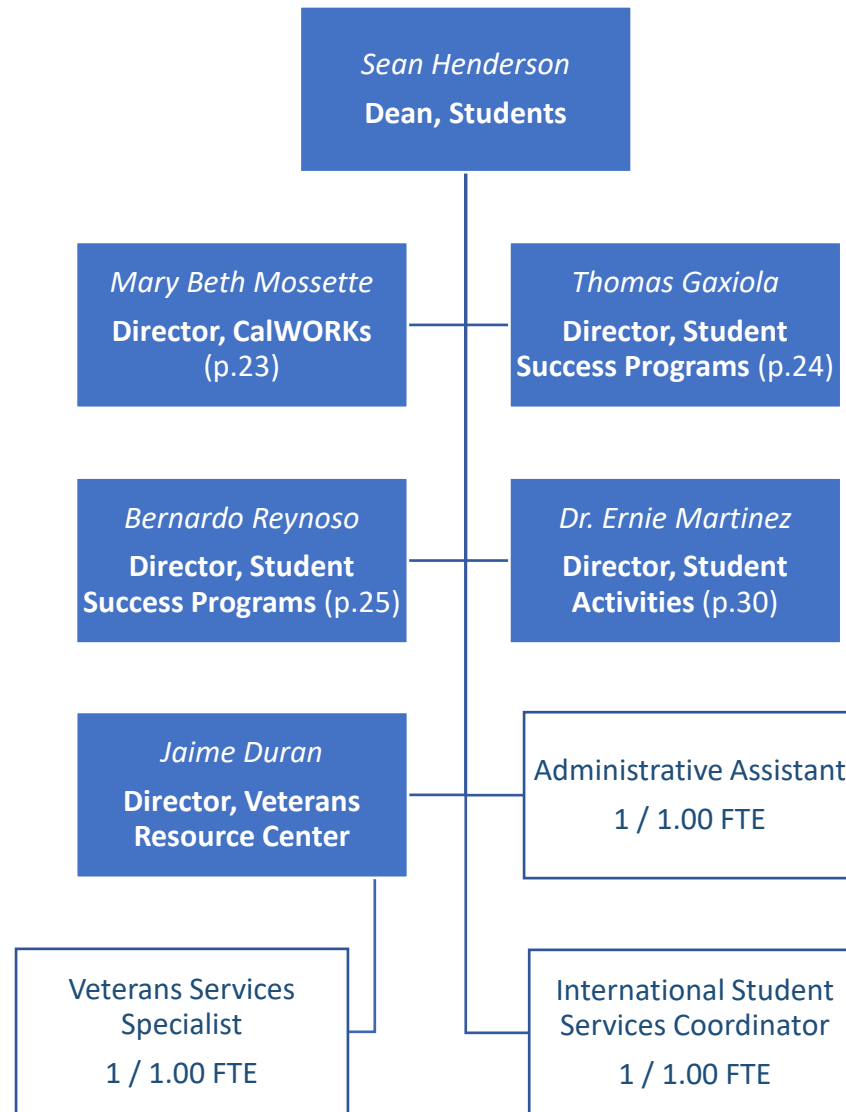 Sean Henderson
Dean, Students
Mary Beth Mossette
Director, CalWORKs
(p.23)
Thomas Gaxiola
Director, Student
Success Programs (p.24)
Bernardo Reynoso
Director, Student
Success Programs (p.25)
Dr. Ernie Martinez
Director, Student
Activities (p.30)
Jaime Duran
Director, Veterans
Resource Center
Administrative Assistant
1 / 1.00 FTE
Veterans Services
Specialist
1 / 1.00 FTE
International Student
Services Coordinator
1 / 1.00 FTE